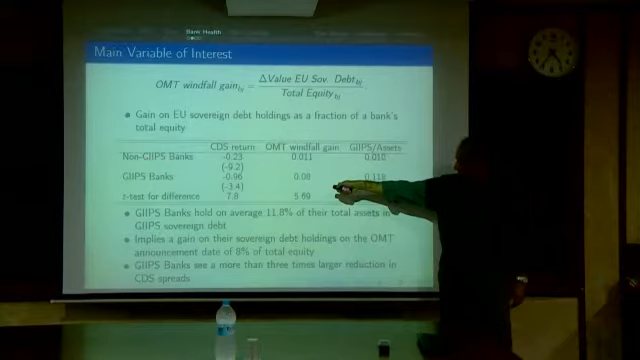 Bank Health
Main Variable of Interest
OMT windfall gain_bj = ΔValue EU Sov. Debt_bj / Total Equity_bj
Gain on EU sovereign debt holdings as a fraction of a bank's
total equity
CDS return OMT windfall gain GIIPS/Assets
Non-GIIPS Banks -0.23 0.011 0.010
(-9.2)
GIIPS Banks -0.96 0.08 0.118
(-3.4)
t-test for difference 7.8 5.69
GIIPS Banks hold on average 11.8% of their total assets in
GIIPS sovereign debt
Implies a gain on their sovereign debt holdings on the OMT
announcement date of 8% of total equity
GIIPS Banks see a more than three times larger reduction in
CDS spreads